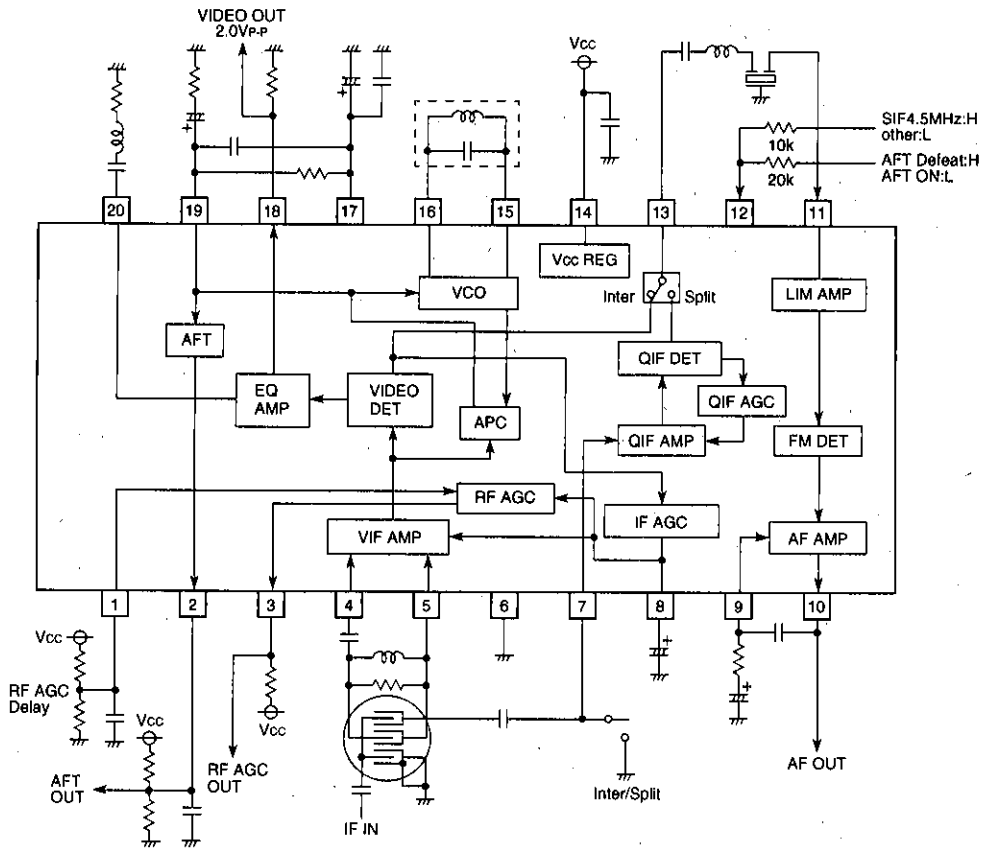 VIDEO OUT
2.0VP-P
Vcc
SIF4.5MHz:H
other:L
10k
AFT Defeat:H
AFT ON:L
20k
20
19
18
17
16
15
14
13
12
11
Vcc REG
VCO
Inter
Split
LIM AMP
AFT
QIF DET
EQ
AMP
VIDEO
DET
QIF AGC
APC
QIF AMP
FM DET
RF AGC
IF AGC
VIF AMP
AF AMP
1
2
3
4
5
6
7
8
9
10
Vcc
RF AGC
Delay
Vcc
Vcc
AFT
OUT
RF AGC
OUT
IF IN
Inter/Split
AF OUT